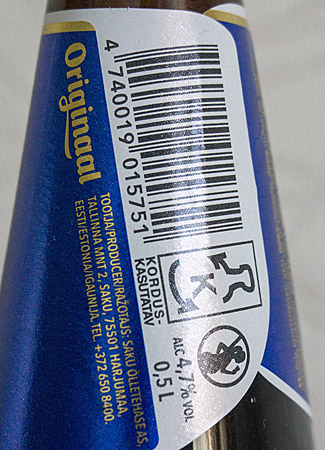 Originaal
TOOTJA/PRODUCER/RAŽOTAJS: SAKU ÕLLETEHASE AS,
TALLINNA MNT 2, SAKU, 75501 HARJUMAA,
EESTI/ESTONIA/IGAUNIJA. TEL. +372 650 8400.
4 740019 015751
K
KORDUS-
KASUTATAV
ALC 4,7% VOL
0,5 L